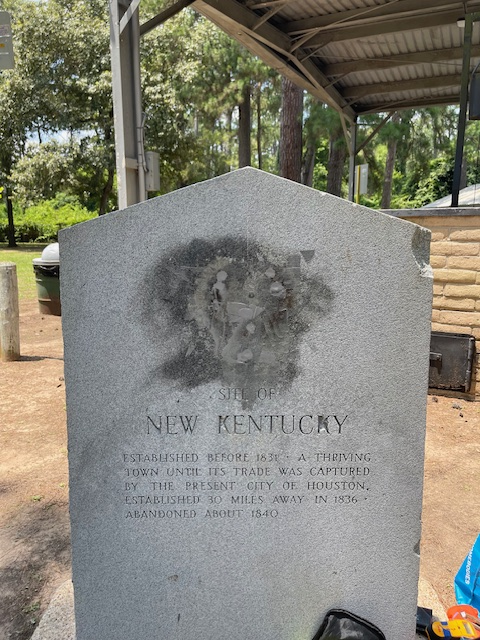 SITE OF
NEW KENTUCKY
ESTABLISHED BEFORE 1831 · A THRIVING
TOWN UNTIL ITS TRADE WAS CAPTURED
BY THE PRESENT CITY OF HOUSTON,
ESTABLISHED 30 MILES AWAY IN 1836 ·
ABANDONED ABOUT 1840